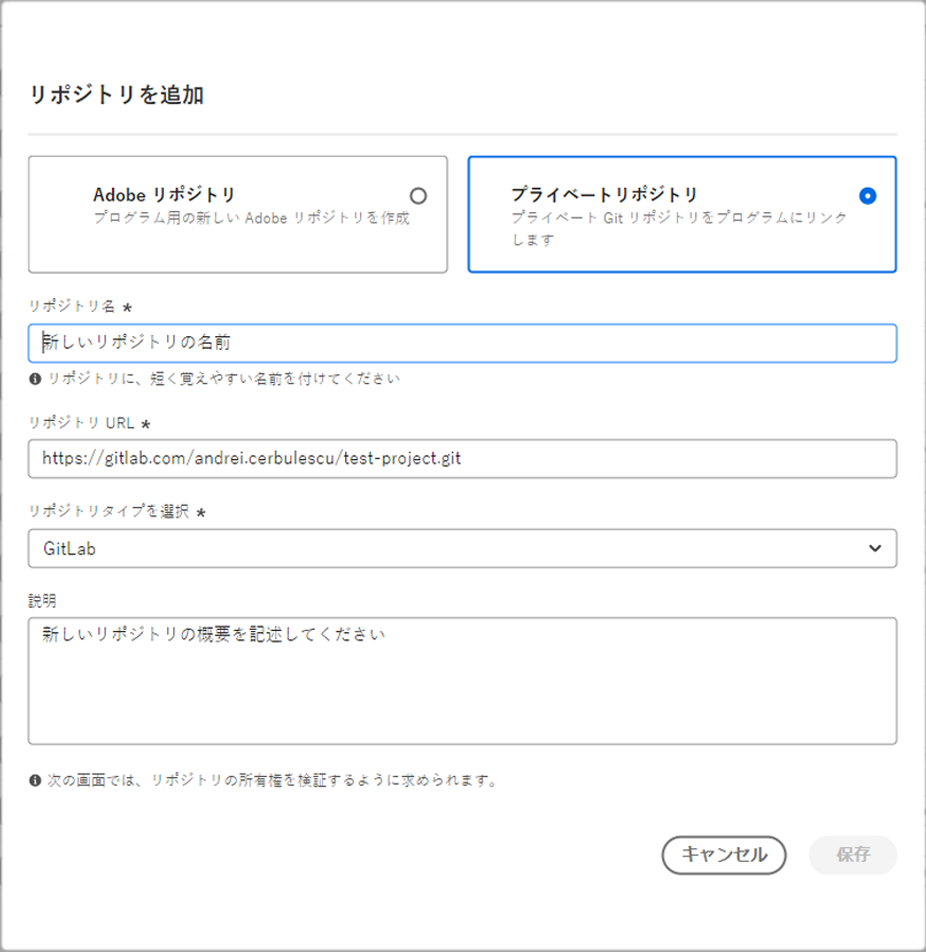 リポジトリを追加
Adobe リポジトリ
プログラム用の新しい Adobe リポジトリを作成
プライベートリポジトリ
プライベート Git リポジトリをプログラムにリンク
します
リポジトリ名 *
新しいリポジトリの名前
リポジトリに、短く覚えやすい名前を付けてください
リポジトリ URL *
https://gitlab.com/andrei.cerbulescu/test-project.git
リポジトリタイプを選択 *
GitLab
説明
新しいリポジトリの概要を記述してください
次の画面では、リポジトリの所有権を検証するように求められます。
キャンセル
保存